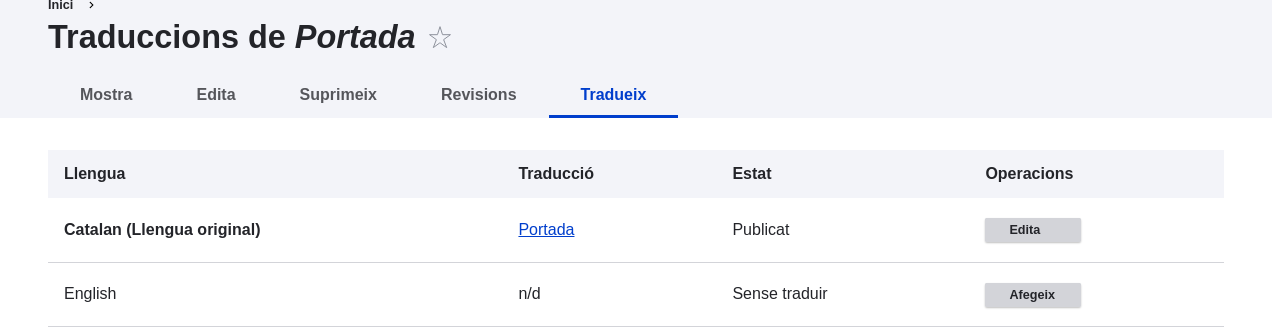 Inici
Traduccions de Portada
Mostra Edita Suprimeix Revisions Tradueix
Llengua Traducció Estat Operacions
Catalan (Llengua original) Portada Publicat Edita
English n/d Sense traduir Afegeix